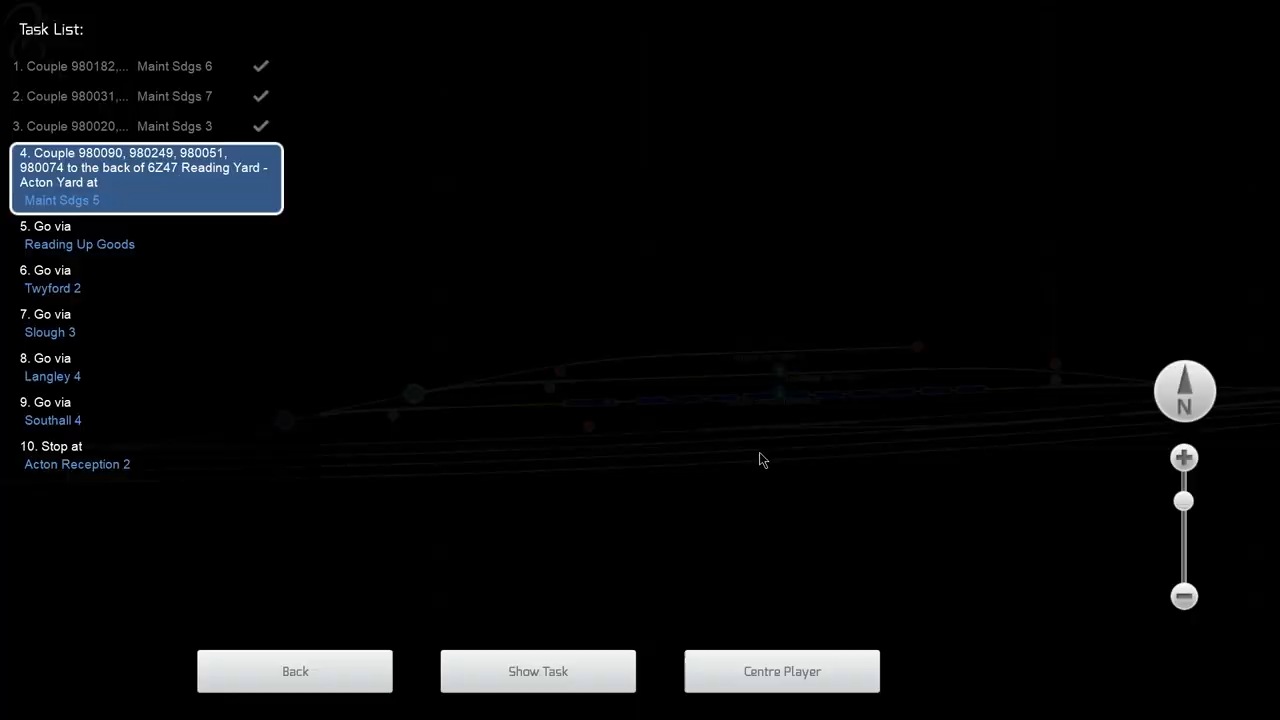 Task List:
1. Couple 980182,... Maint Sdgs 6
2. Couple 980031,... Maint Sdgs 7
3. Couple 980020,... Maint Sdgs 3
4. Couple 980090, 980249, 980051,
980074 to the back of 6Z47 Reading Yard -
Acton Yard at
Maint Sdgs 5
5. Go via
Reading Up Goods
6. Go via
Twyford 2
7. Go via
Slough 3
8. Go via
Langley 4
9. Go via
Southall 4
10. Stop at
Acton Reception 2
N
Back
Show Task
Centre Player